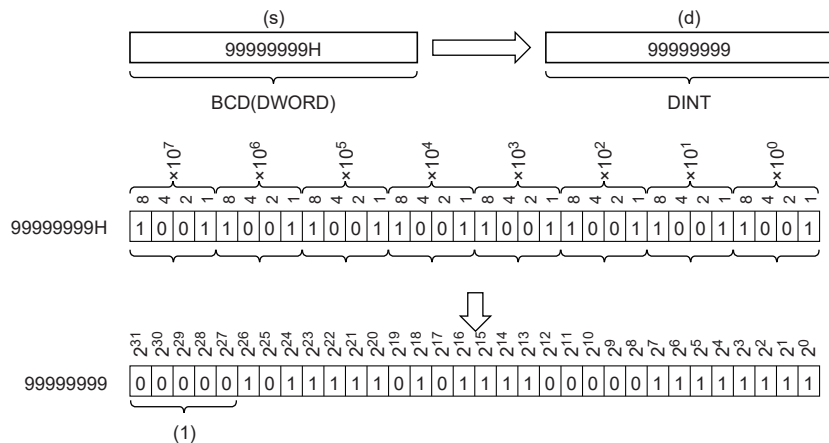 (s) (d)
99999999H 99999999
BCD(DWORD) DINT
×10⁷ ×10⁶ ×10⁵ ×10⁴ ×10³ ×10² ×10¹ ×10⁰
8 4 2 1 8 4 2 1 8 4 2 1 8 4 2 1 8 4 2 1 8 4 2 1 8 4 2 1 8 4 2 1
99999999H 1 0 0 1 1 0 0 1 1 0 0 1 1 0 0 1 1 0 0 1 1 0 0 1 1 0 0 1 1 0 0 1
2³¹ 2³⁰ 2²⁹ 2²⁸ 2²⁷ 2²⁶ 2²⁵ 2²⁴ 2²³ 2²² 2²¹ 2²⁰ 2¹⁹ 2¹⁸ 2¹⁷ 2¹⁶ 2¹⁵ 2¹⁴ 2¹³ 2¹² 2¹¹ 2¹⁰ 2⁹ 2⁸ 2⁷ 2⁶ 2⁵ 2⁴ 2³ 2² 2¹ 2⁰
99999999 0 0 0 0 0 1 0 1 1 1 1 1 0 1 0 1 1 1 1 0 0 0 0 0 1 1 1 1 1 1 1 1
(1)